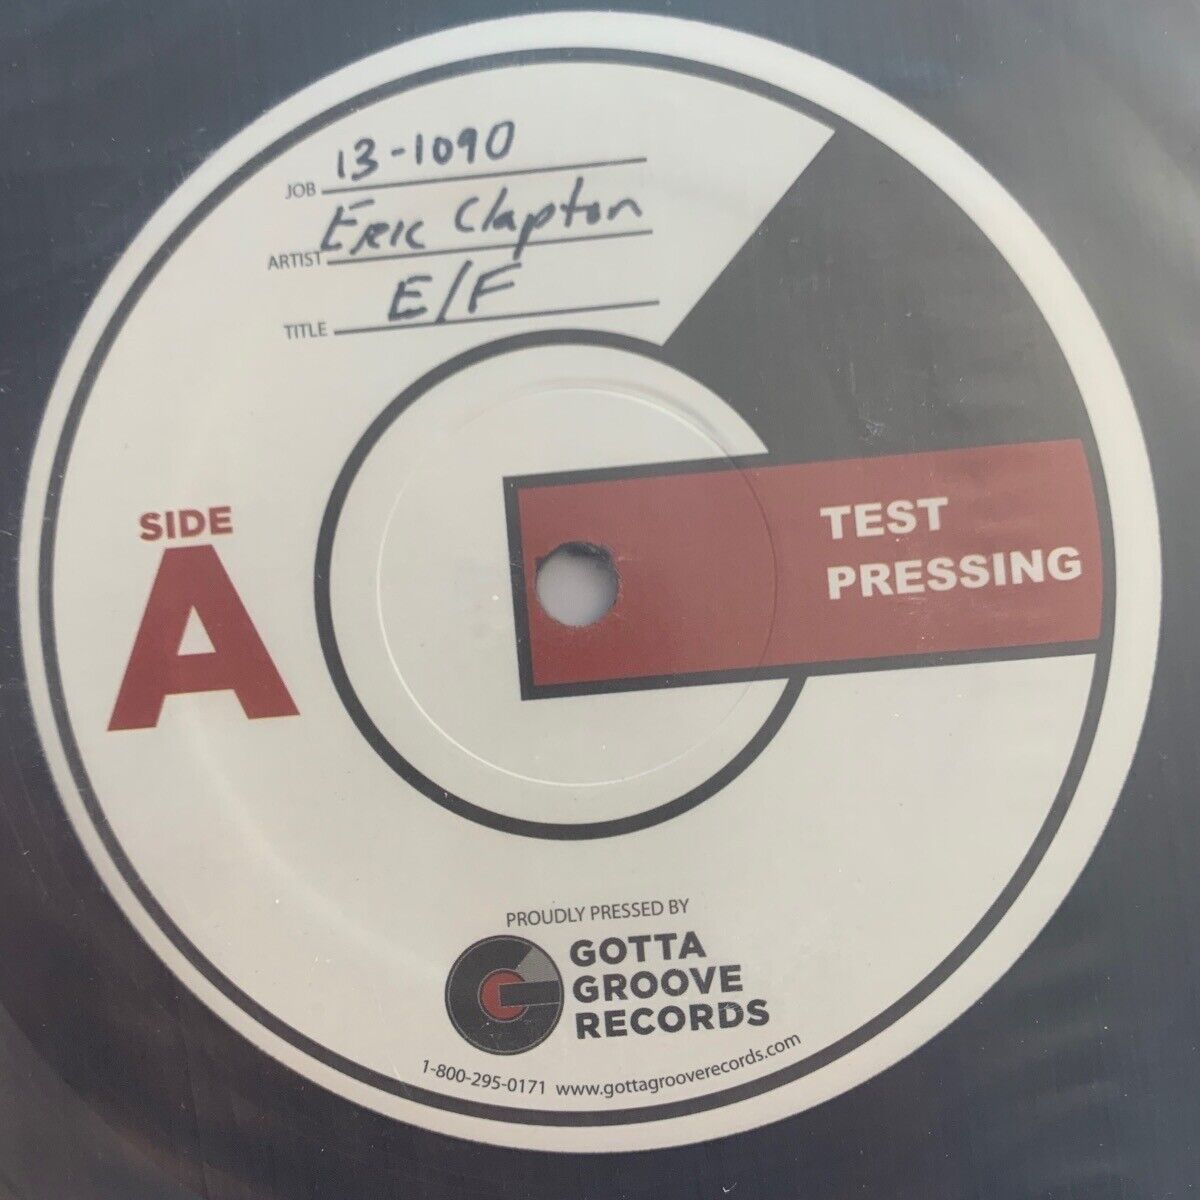 JOB 13-1090
ARTIST Eric Clapton
TITLE E/F
SIDE
A
TEST
PRESSING
PROUDLY PRESSED BY
GOTTA
GROOVE
RECORDS
1-800-295-0171 www.gottagrooverecords.com